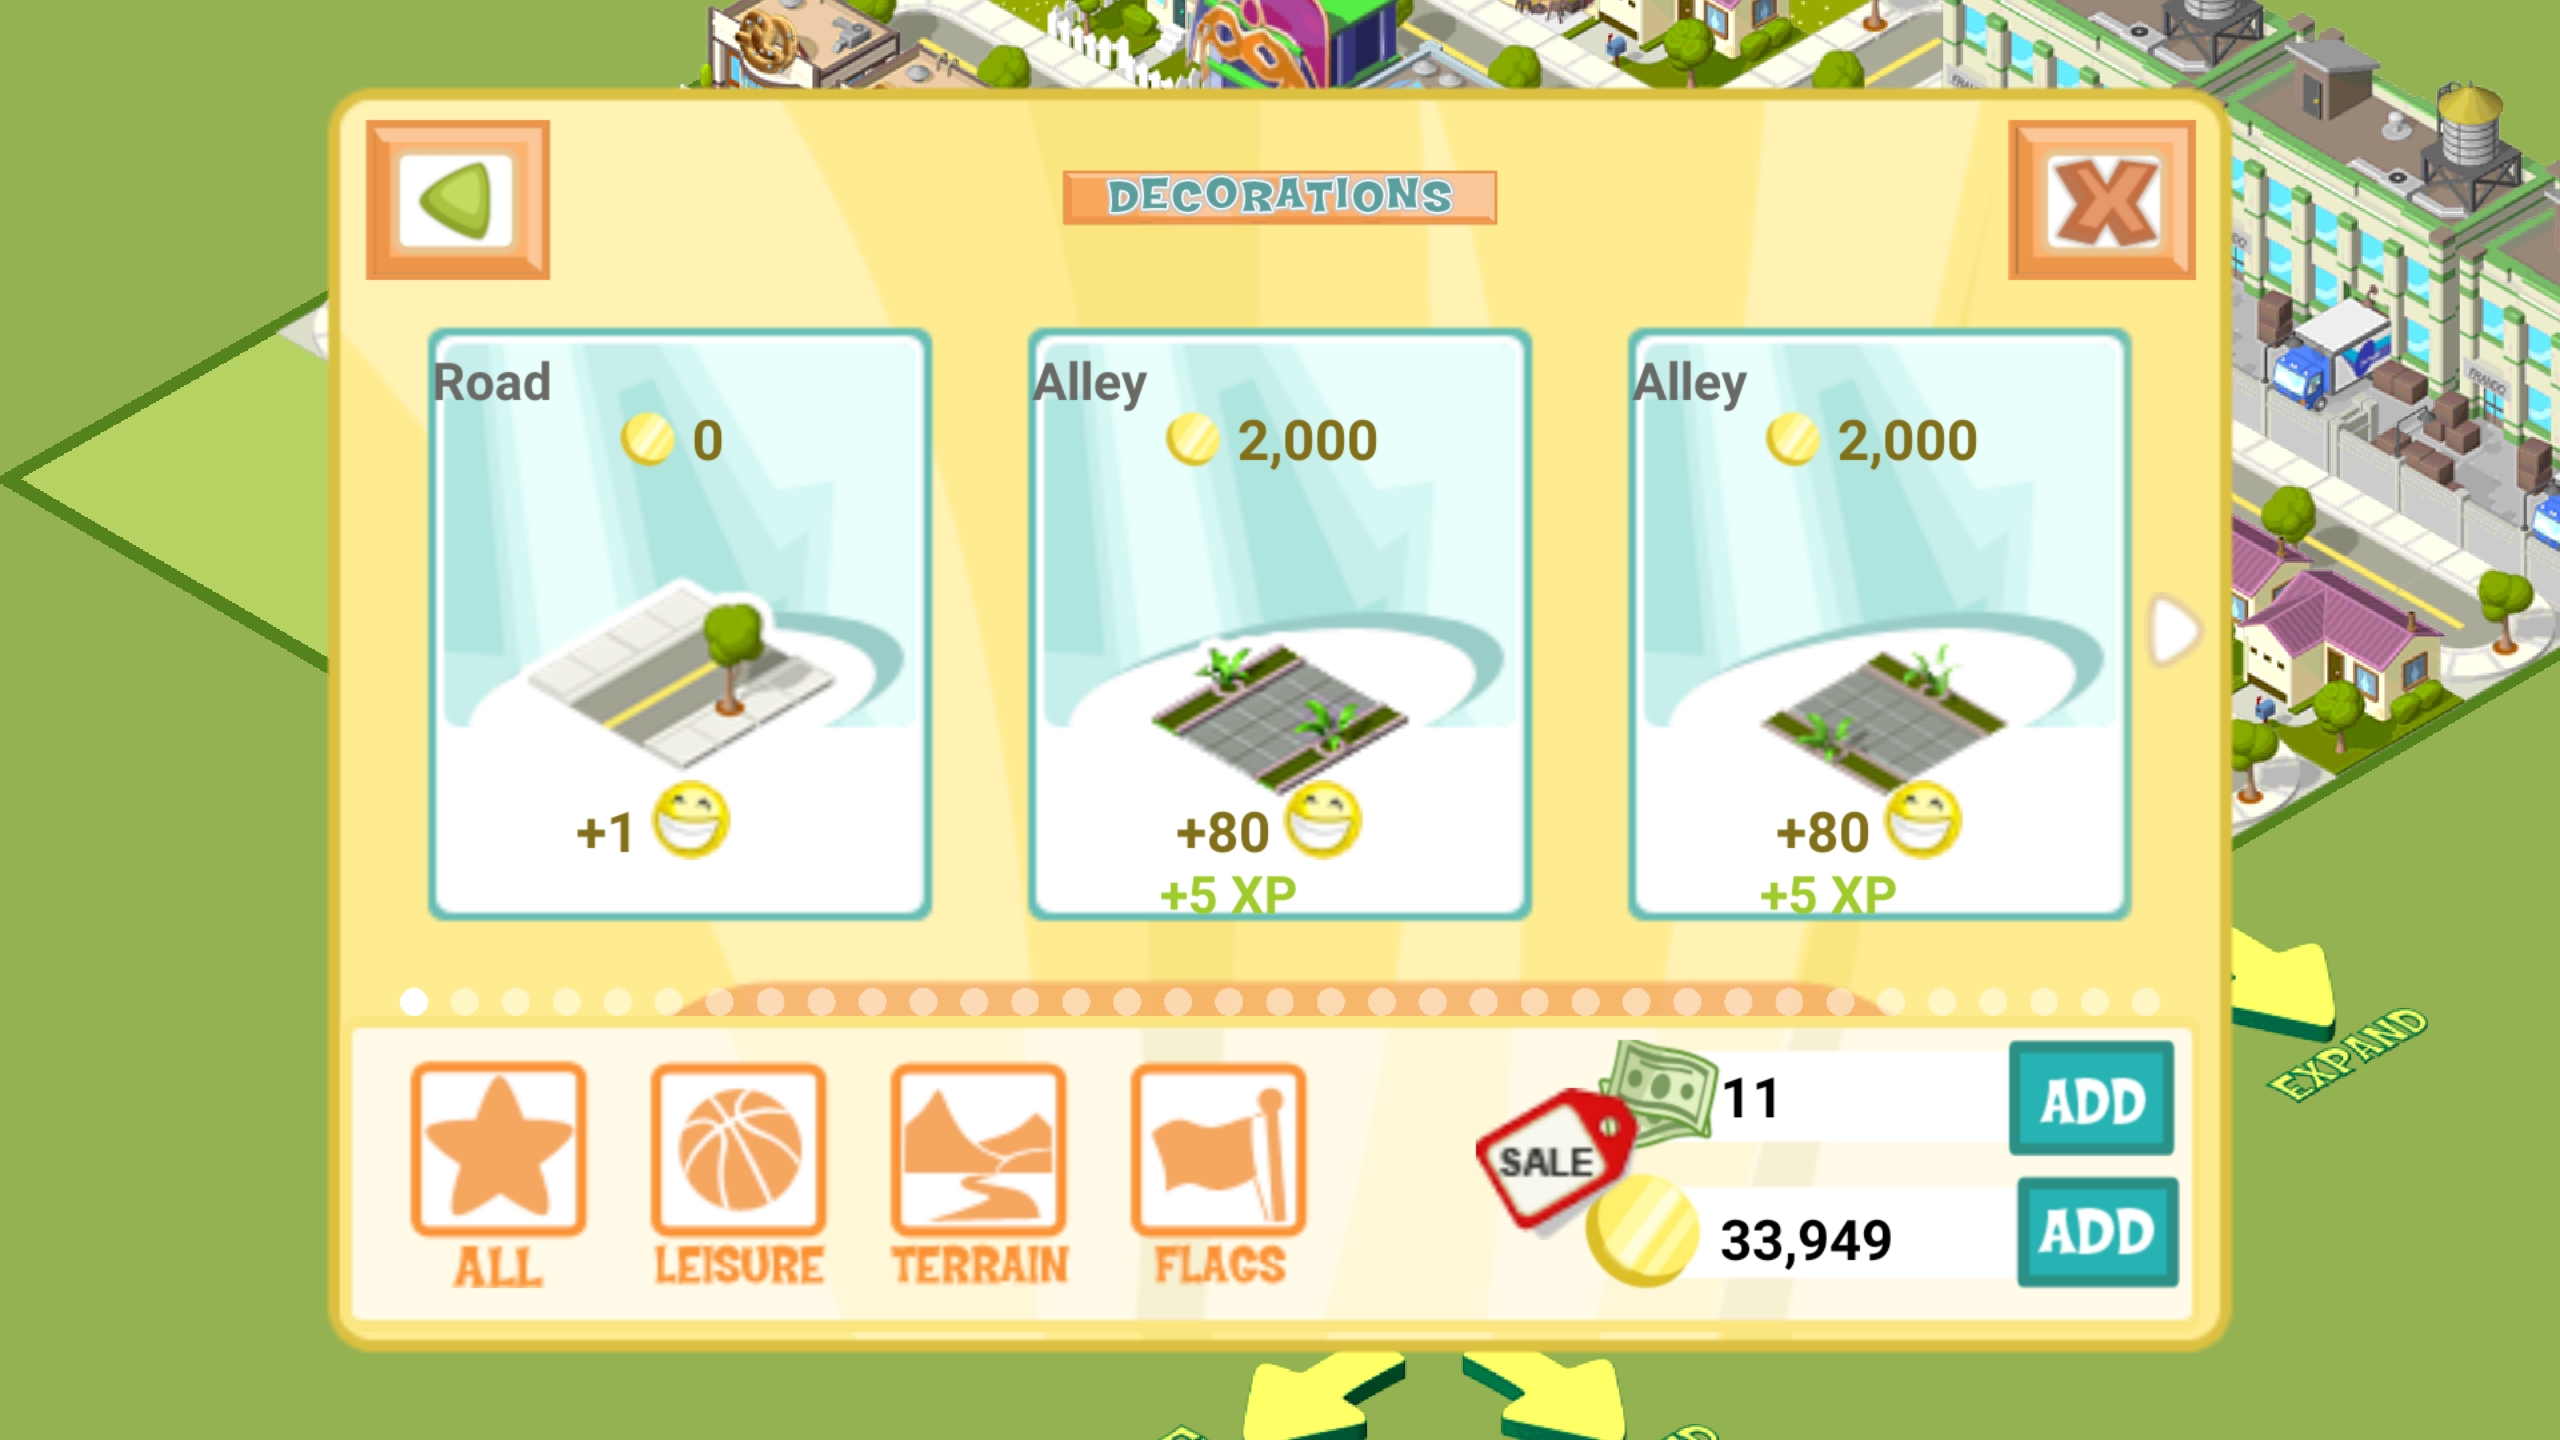 DECORATIONS
Road
0
+1
Alley
2,000
+80
+5 XP
Alley
2,000
+80
+5 XP
EXPAND
ALL
LEISURE
TERRAIN
FLAGS
SALE
11
ADD
33,949
ADD